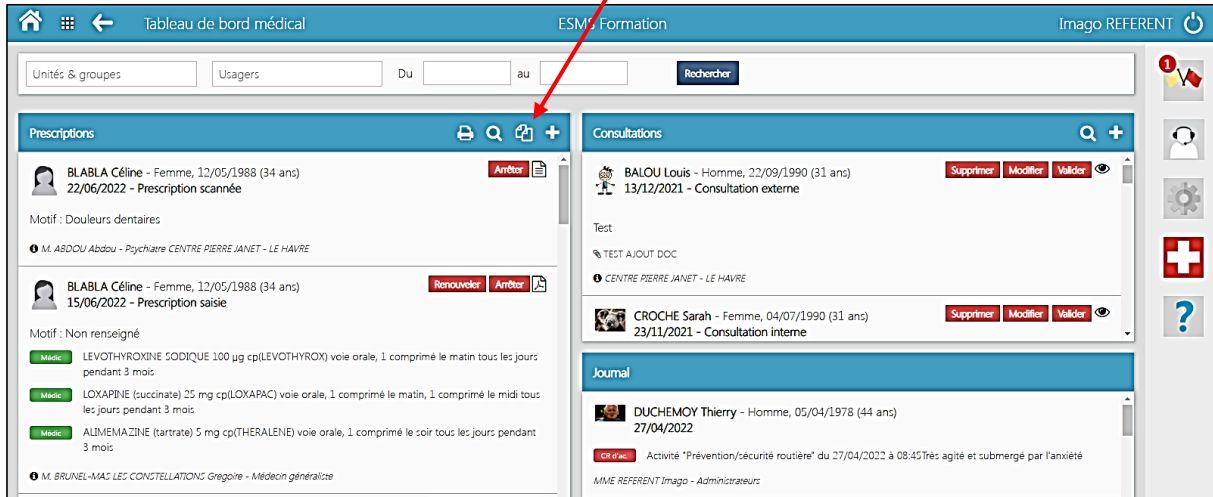 Tableau de bord médical
ESMS Formation
Imago REFERENT
Unités & groupes
Usagers
Du
au
Rechercher
1
Prescriptions
BLABLA Céline - Femme, 12/05/1988 (34 ans)
Arrêter
22/06/2022 - Prescription scannée
Motif : Douleurs dentaires
M. ABDOU Abdou - Psychiatre CENTRE PIERRE JANET - LE HAVRE
BLABLA Céline - Femme, 12/05/1988 (34 ans)
Renouveler Arrêter
15/06/2022 - Prescription saisie
Motif : Non renseigné
Médic LEVOTHYROXINE SODIQUE 100 µg cp(LEVOTHYROX) voie orale, 1 comprimé le matin tous les jours
pendant 3 mois
Médic LOXAPINE (succinate) 25 mg cp(LOXAPAC) voie orale, 1 comprimé le matin, 1 comprimé le midi tous
les jours pendant 3 mois
Médic ALIMEMAZINE (tartrate) 5 mg cp(THERALENE) voie orale, 1 comprimé le soir tous les jours pendant
3 mois
M. BRUNEL-MAS LES CONSTELLATIONS Gregoire - Médecin généraliste
Consultations
BALOU Louis - Homme, 22/09/1990 (31 ans)
Supprimer Modifier Valider
13/12/2021 - Consultation externe
Test
TEST AJOUT DOC
CENTRE PIERRE JANET - LE HAVRE
CROCHE Sarah - Femme, 04/07/1990 (31 ans)
Supprimer Modifier Valider
23/11/2021 - Consultation interne
Journal
DUCHEMOY Thierry - Homme, 05/04/1978 (44 ans)
27/04/2022
CR d'ac. Activité "Prévention/sécurité routière" du 27/04/2022 à 08:45Très agité et submergé par l'anxiété
MME REFERENT Imago - Administrateurs
?